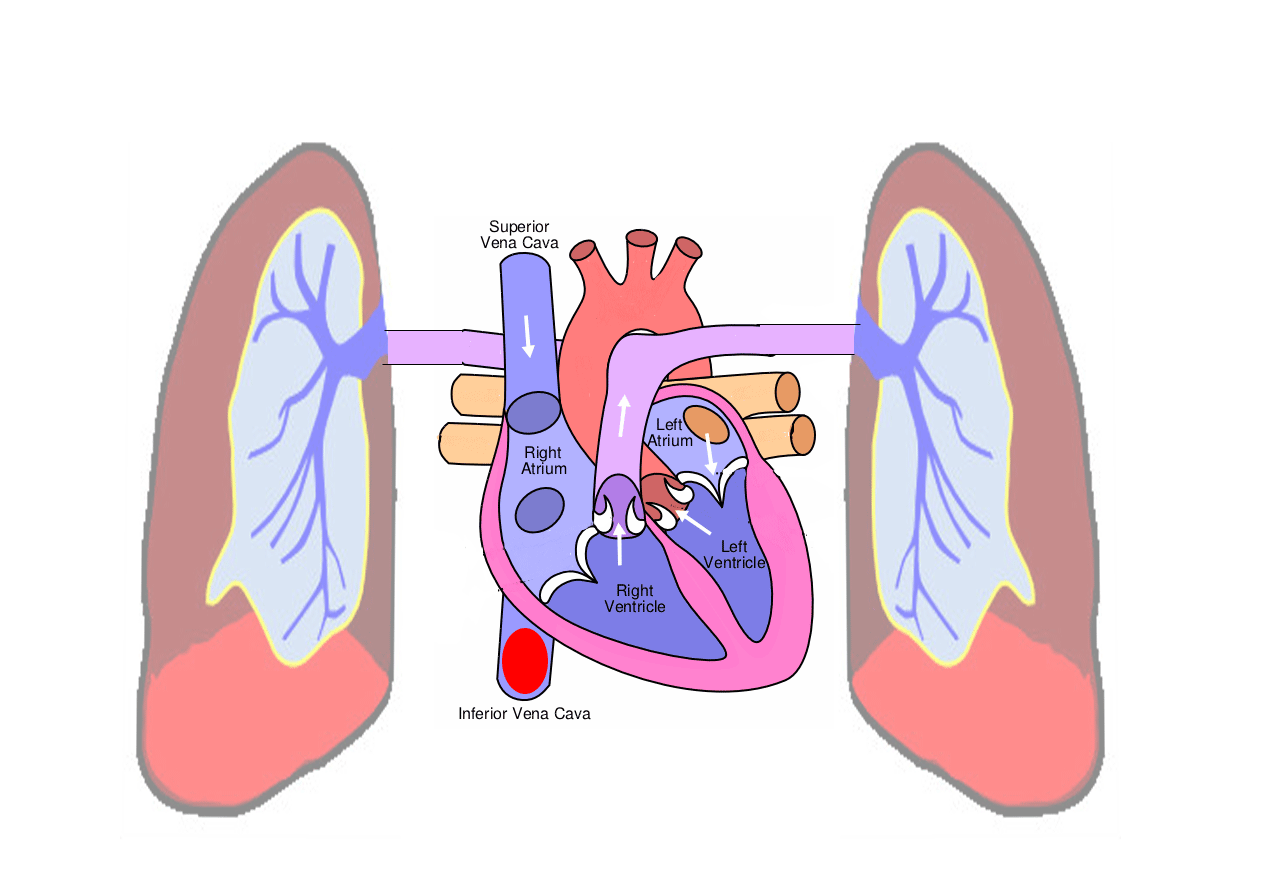 Superior
Vena Cava
Left
Atrium
Right
Atrium
Left
Ventricle
Right
Ventricle
Inferior Vena Cava